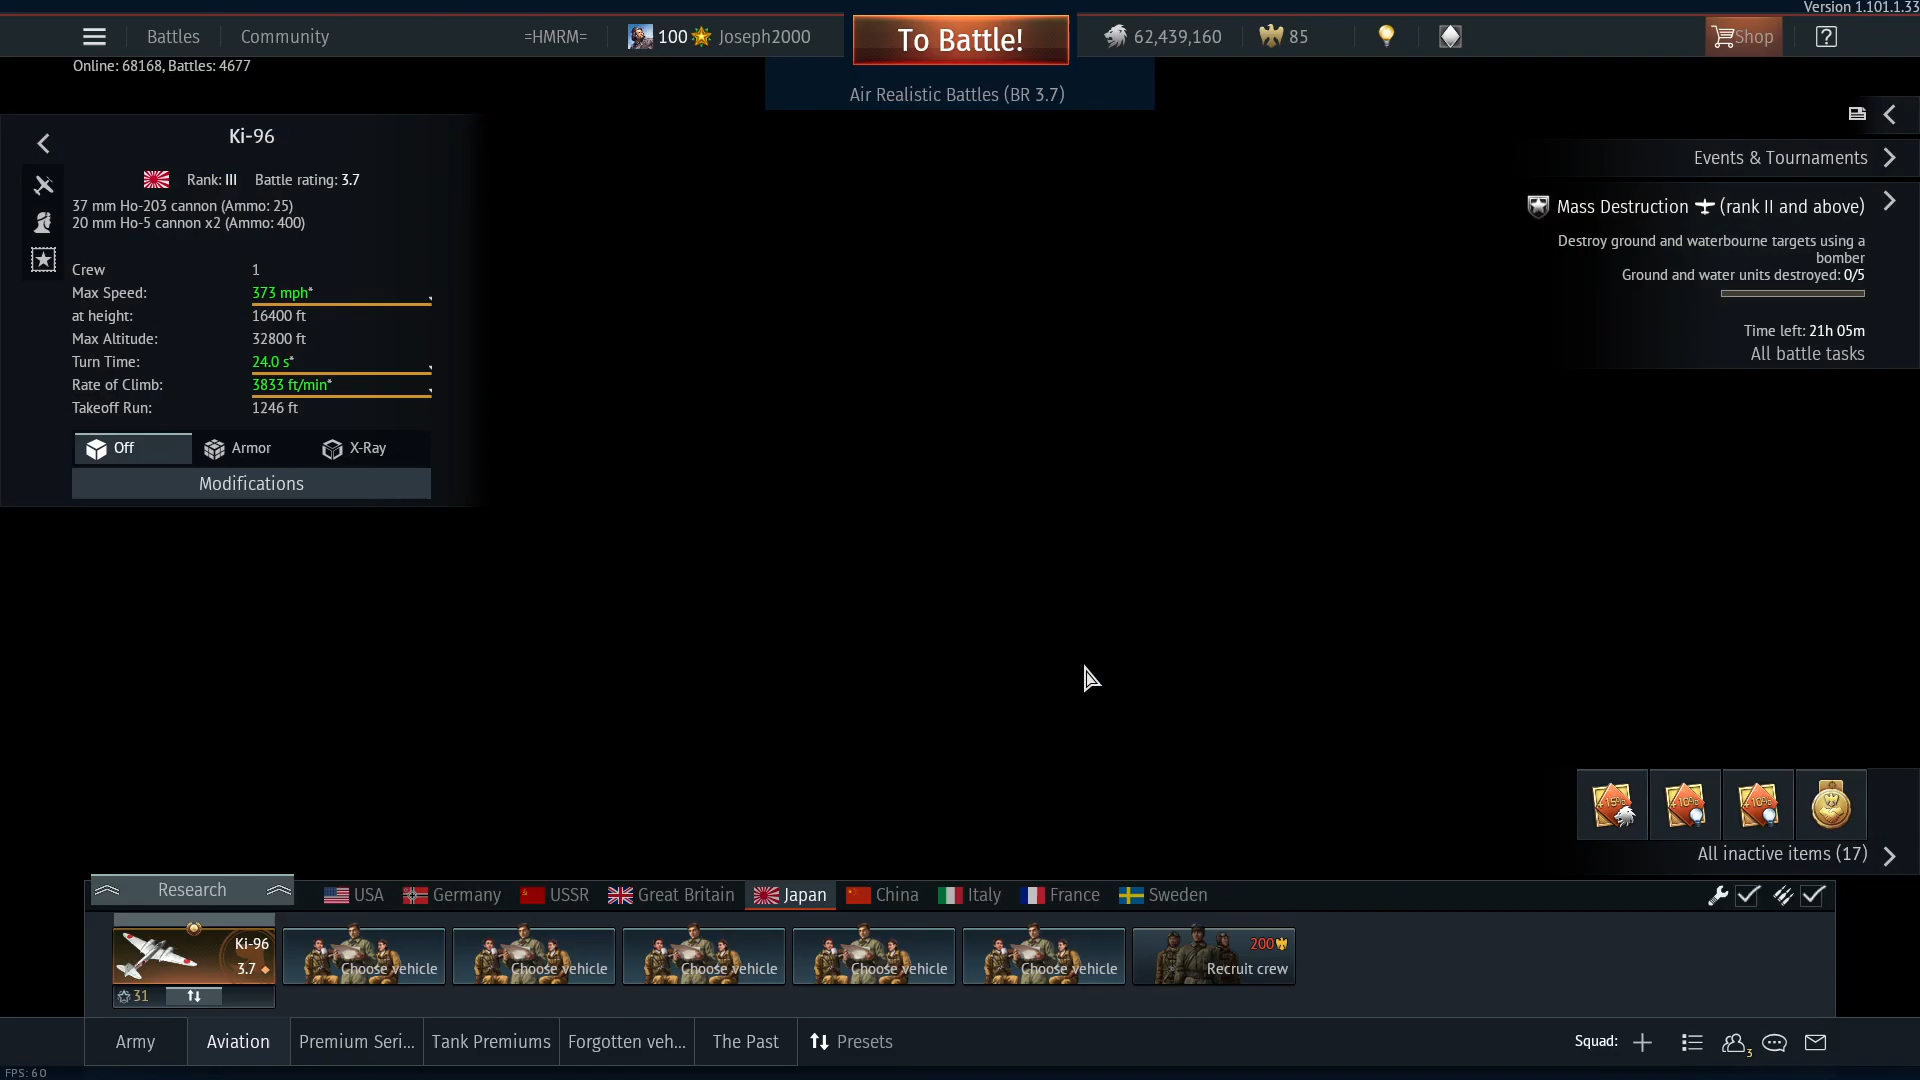 Version 1.101.1.33
Battles
Community
=HMRM=
100
Joseph2000
To Battle!
62,439,160
85
Shop
Online: 68168, Battles: 4677
Air Realistic Battles (BR 3.7)
Ki-96
Rank: III Battle rating: 3.7
37 mm Ho-203 cannon (Ammo: 25)
20 mm Ho-5 cannon x2 (Ammo: 400)
Crew 1
Max Speed: 373 mph*
at height: 16400 ft
Max Altitude: 32800 ft
Turn Time: 24.0 s*
Rate of Climb: 3833 ft/min*
Takeoff Run: 1246 ft
Off
Armor
X-Ray
Modifications
Events & Tournaments
Mass Destruction (rank II and above)
Destroy ground and waterbourne targets using a
bomber
Ground and water units destroyed: 0/5
Time left: 21h 05m
All battle tasks
+15%
+10%
+10%
All inactive items (17)
Research
USA
Germany
USSR
Great Britain
Japan
China
Italy
France
Sweden
Ki-96
3.7
31
Choose vehicle
Choose vehicle
Choose vehicle
Choose vehicle
Choose vehicle
200
Recruit crew
Army
Aviation
Premium Seri...
Tank Premiums
Forgotten veh...
The Past
Presets
Squad:
3
FPS: 60